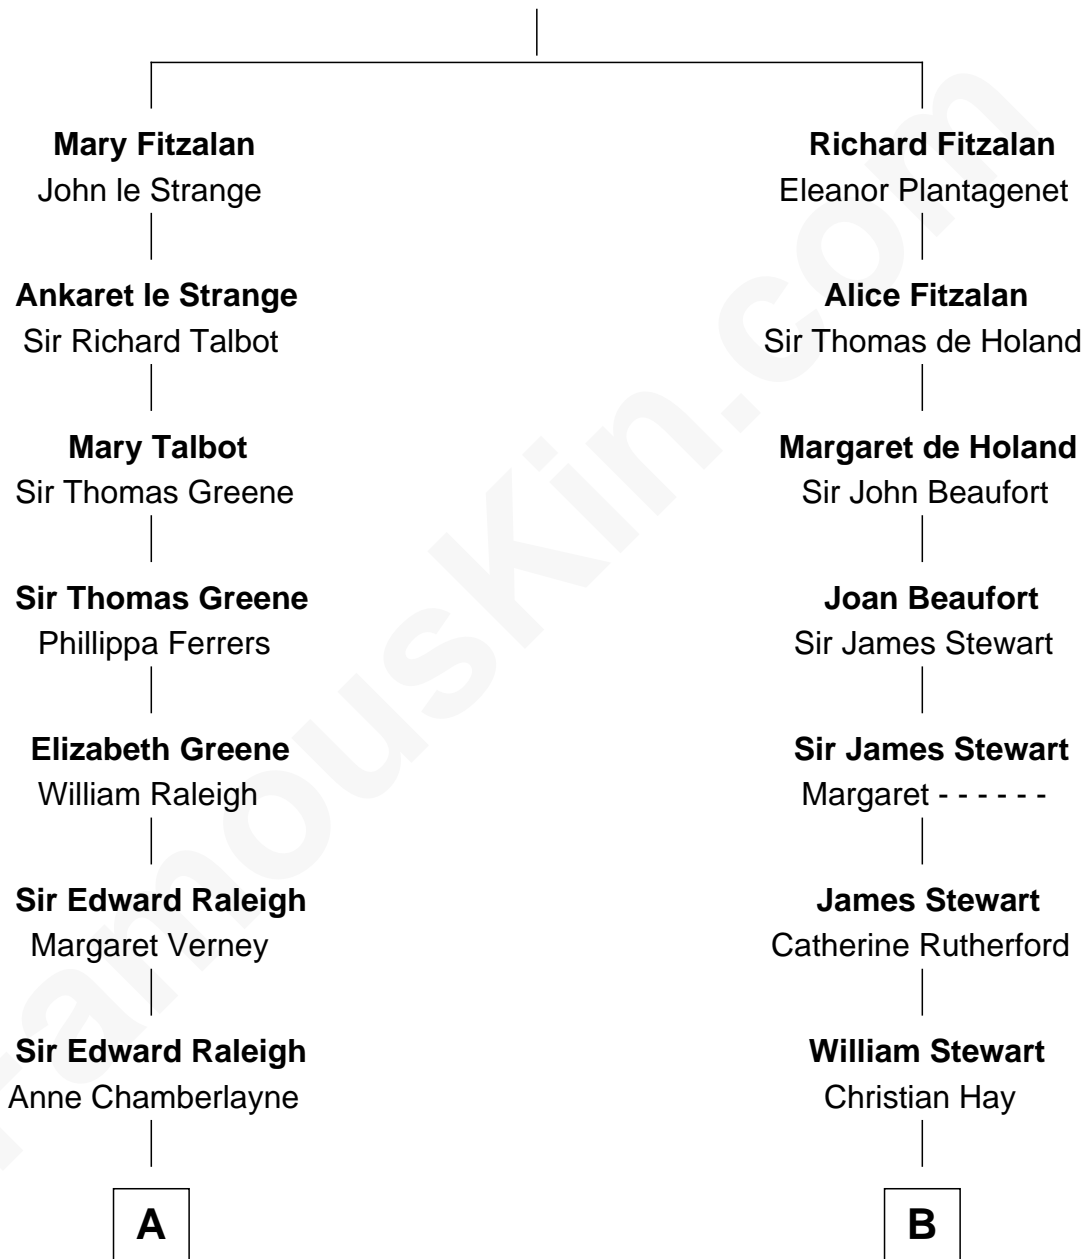 Mary Fitzalan
John le Strange
Ankaret le Strange
Sir Richard Talbot
Mary Talbot
Sir Thomas Greene
Sir Thomas Greene
Phillippa Ferrers
Elizabeth Greene
William Raleigh
Sir Edward Raleigh
Margaret Verney
Sir Edward Raleigh
Anne Chamberlayne
A
Richard Fitzalan
Eleanor Plantagenet
Alice Fitzalan
Sir Thomas de Holand
Margaret de Holand
Sir John Beaufort
Joan Beaufort
Sir James Stewart
Sir James Stewart
Margaret - - - - - -
James Stewart
Catherine Rutherford
William Stewart
Christian Hay
B
FamousKin.com